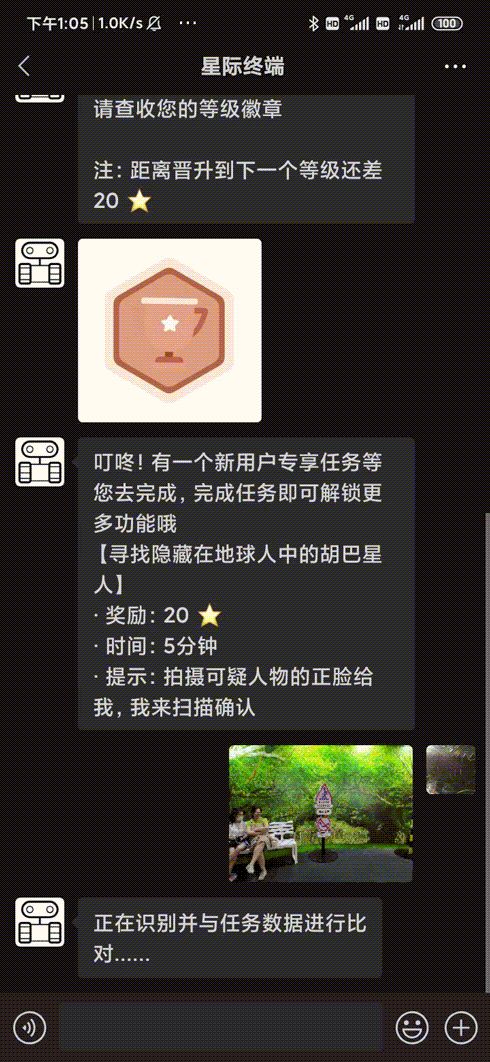 下午1:05 1.0K/s
HD 4G HD 4G 100
星际终端
请查收您的等级徽章
注: 距离晋升到下一个等级还差
20 ⭐
叮咚! 有一个新用户专享任务等
您去完成, 完成任务即可解锁更
多功能哦
【寻找隐藏在地球人中的胡巴星
人】
· 奖励: 20 ⭐
· 时间: 5分钟
· 提示: 拍摄可疑人物的正脸给
我, 我来扫描确认
正在识别并与任务数据进行比
对......